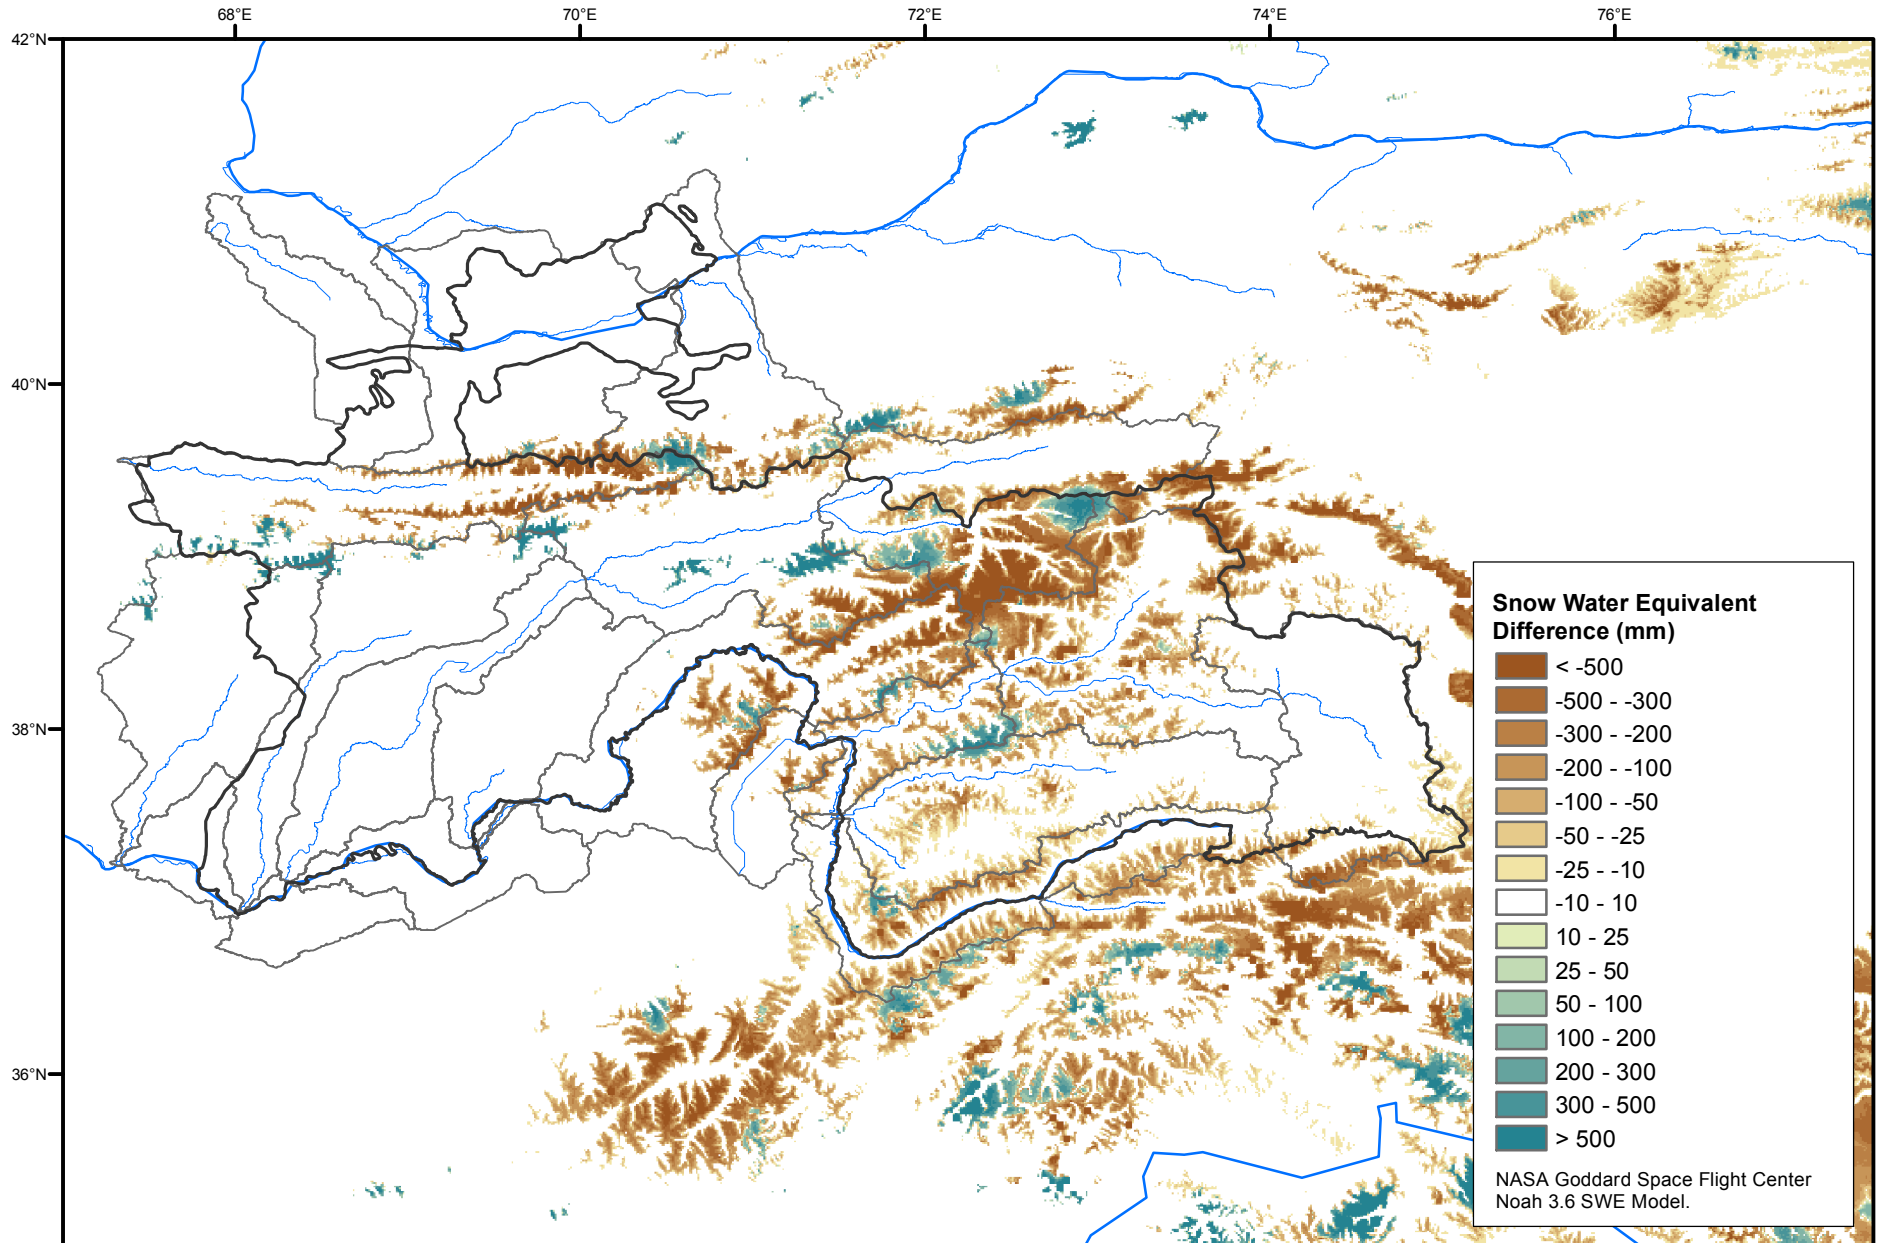 68°E
70°E
72°E
74°E
76°E
42°N
40°N
38°N
36°N
Snow Water Equivalent
Difference (mm)
< -500
-500 - -300
-300 - -200
-200 - -100
-100 - -50
-50 - -25
-25 - -10
-10 - 10
10 - 25
25 - 50
50 - 100
100 - 200
200 - 300
300 - 500
> 500
NASA Goddard Space Flight Center
Noah 3.6 SWE Model.